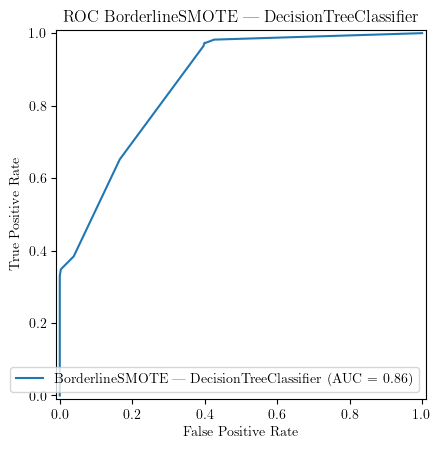 ROC BorderlineSMOTE — DecisionTreeClassifier
1.0
0.8
0.6
0.4
0.2
0.0
True Positive Rate
BorderlineSMOTE — DecisionTreeClassifier (AUC = 0.86)
0.0 0.2 0.4 0.6 0.8 1.0
False Positive Rate